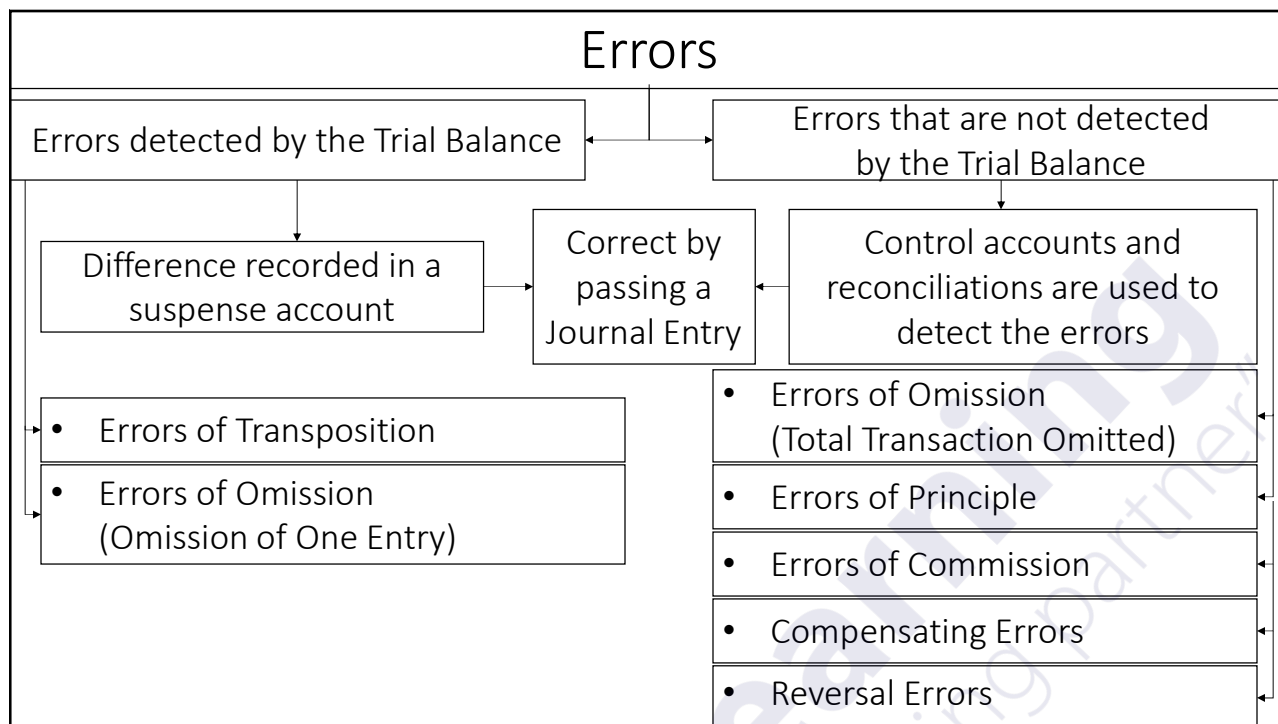 Errors
Errors detected by the Trial Balance
Errors that are not detected
by the Trial Balance
Difference recorded in a
suspense account
Correct by
passing a
Journal Entry
Control accounts and
reconciliations are used to
detect the errors
• Errors of Transposition
• Errors of Omission
(Omission of One Entry)
• Errors of Omission
(Total Transaction Omitted)
• Errors of Principle
• Errors of Commission
• Compensating Errors
• Reversal Errors